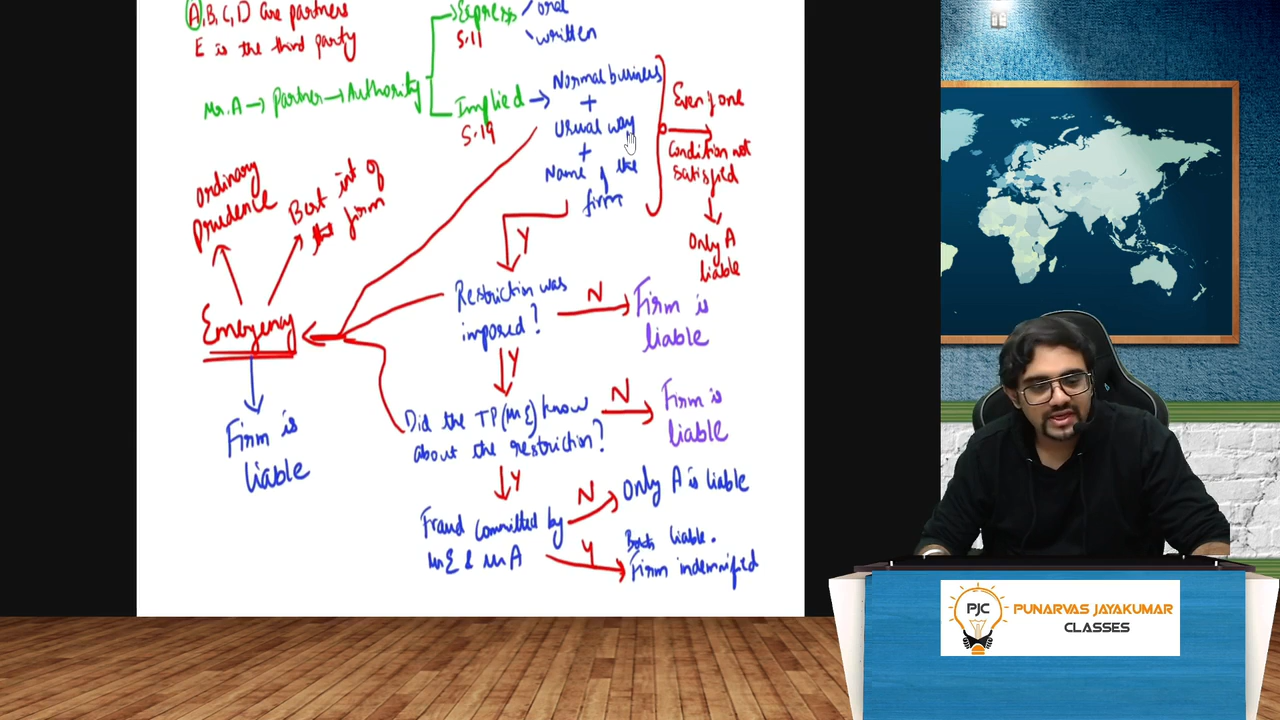 A, B, C, D are partners
E is the third party
Mr. A → Partner → Authority
Express
S.11
oral
written
Implied →
S.19
Normal business
+
Usual way
+
Name of the
firm
Even if one
Condition not
Satisfied
Only A
liable
ordinary
prudence
Best int of
firm
Emergency
Firm is
liable
Y
Restriction was
imposed?
N
Firm is
liable
Y
Did the TP (Mr E) know
about the restriction?
N
Firm is
liable
Y
Fraud committed by
Mr E & Mr A
N
Only A is liable
Y
Both liable.
Firm indemnified
PJC
PUNARVAS JAYAKUMAR
CLASSES